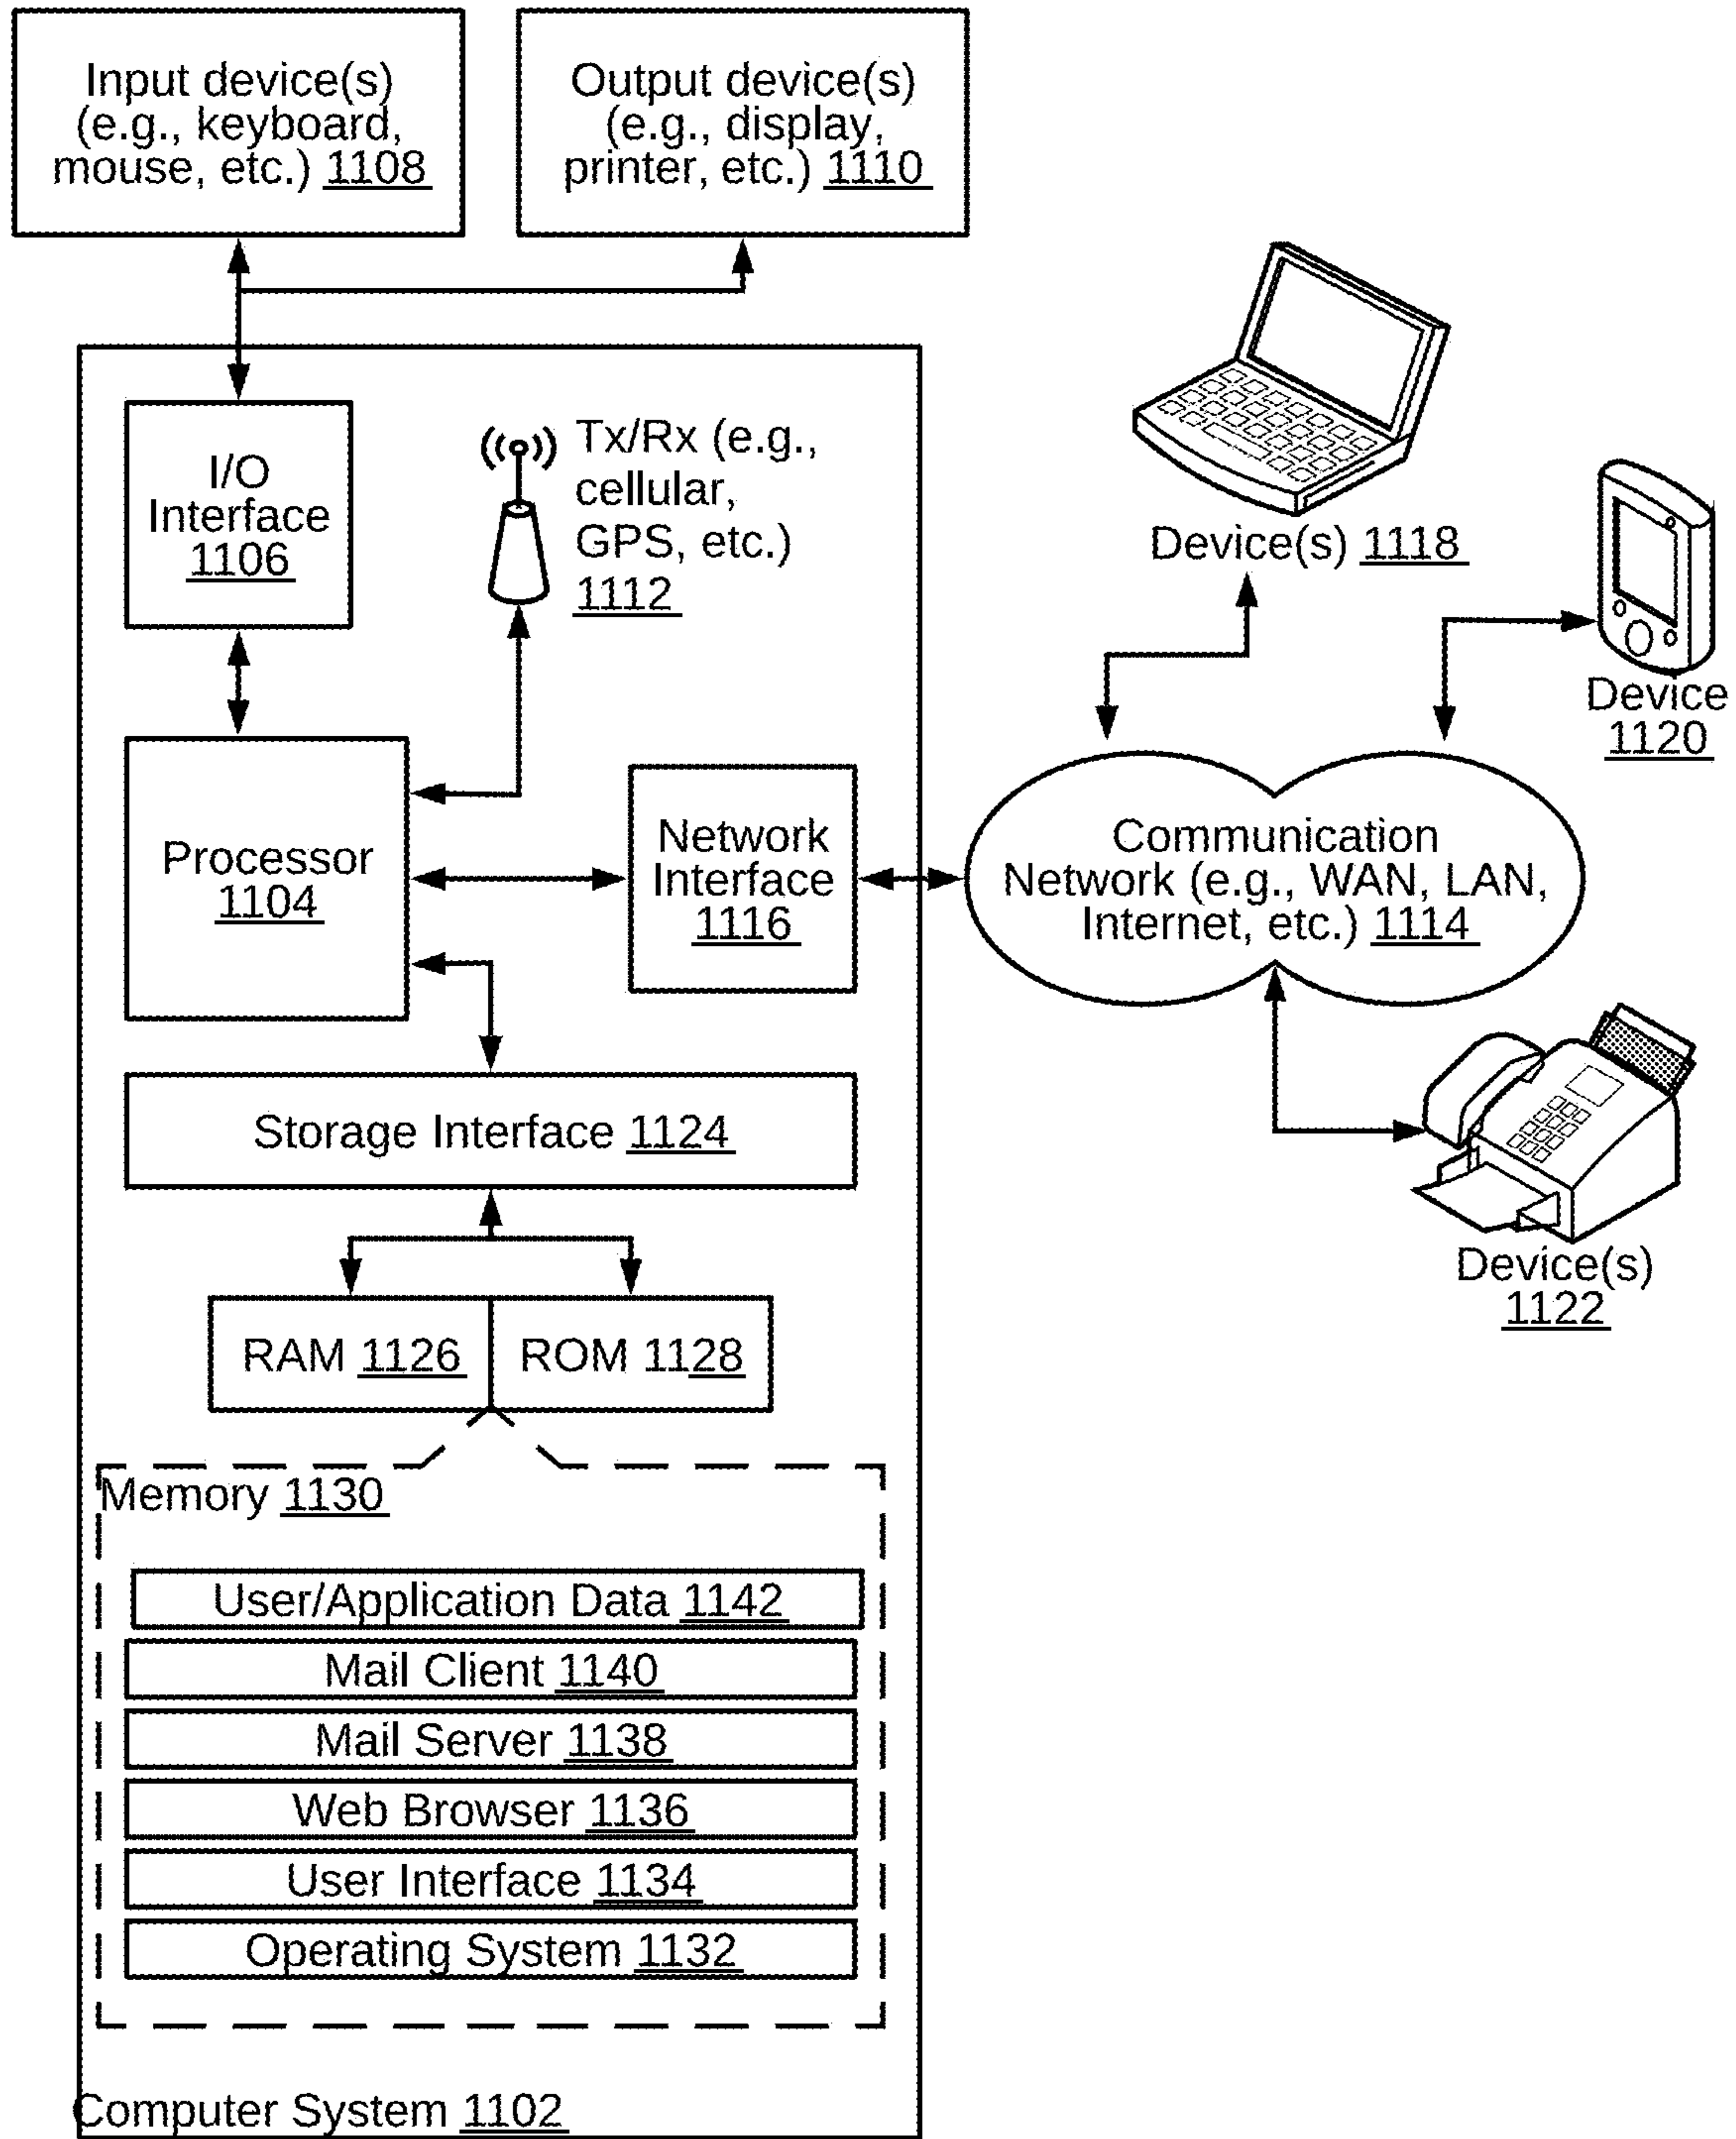 Input device(s)
(e.g., keyboard,
mouse, etc.) 1108
Output device(s)
(e.g., display,
printer, etc.) 1110
I/O
Interface
1106
Tx/Rx (e.g.,
cellular,
GPS, etc.)
1112
Device(s) 1118
Device
1120
Processor
1104
Network
Interface
1116
Communication
Network (e.g., WAN, LAN,
Internet, etc.) 1114
Storage Interface 1124
Device(s)
1122
RAM 1126
ROM 1128
Memory 1130
User/Application Data 1142
Mail Client 1140
Mail Server 1138
Web Browser 1136
User Interface 1134
Operating System 1132
Computer System 1102